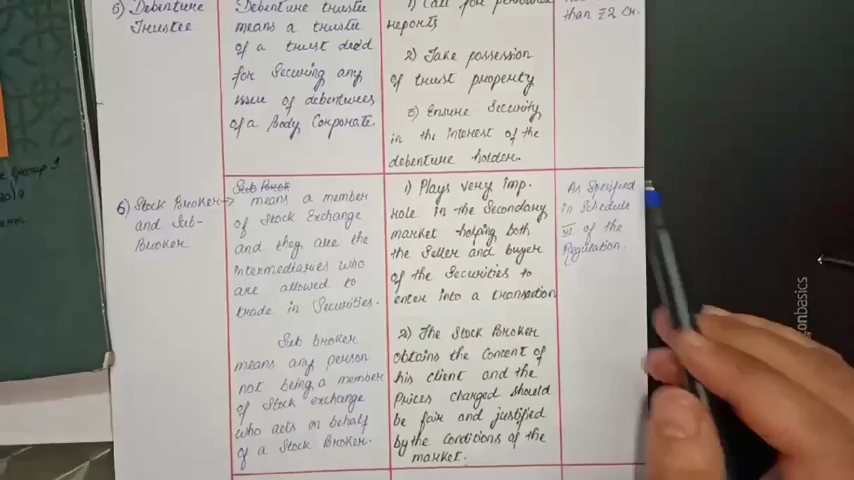 5) Debenture
Trustee
Debenture trustee
means a trustee
of a trust deed
for Securing any
issue of debentures
of a Body Corporate.
1) Call for
reports
2) Take possession
of trust property
3) Ensure Security
in the interest of the
debenture holder.
than ₹2 Cr.
6) Stock Broker →
and Sub-
Broker
means a member
of Stock Exchange
and they are the
intermediaries who
are allowed to
trade in Securities.
Sub broker
means any person
not being a member
of Stock exchange
who acts on behalf
of a Stock Broker.
1) Plays very imp.
role in the Secondary
market helping both
the Seller and buyer
of the Securities to
enter into a transaction
2) The Stock Broker
obtains the concent of
his client and the
Prices charged should
be fair and justified
by the conditions of the
market.
As Specified
in Schedule
VI of the
Regulation.
onbasics